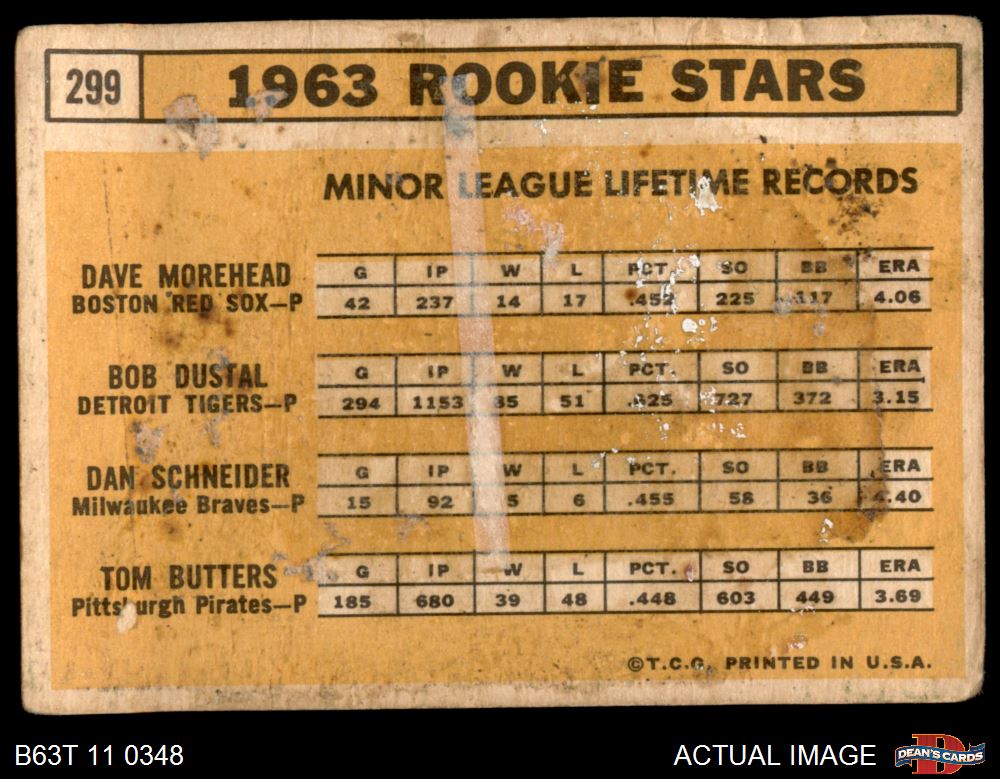 299 1963 ROOKIE STARS
MINOR LEAGUE LIFETIME RECORDS
DAVE MOREHEAD G IP W L PCT. SO BB ERA
BOSTON RED SOX—P 42 237 14 17 .452 225 117 4.06
BOB DUSTAL G IP W L PCT. SO BB ERA
DETROIT TIGERS—P 294 1153 85 51 .625 727 372 3.15
DAN SCHNEIDER G IP W L PCT. SO BB ERA
Milwaukee Braves—P 15 92 5 6 .455 58 36 4.40
TOM BUTTERS G IP W L PCT. SO BB ERA
Pittsburgh Pirates—P 185 680 39 48 .448 603 449 3.69
©T.C.G. PRINTED IN U.S.A.
B63T 11 0348 ACTUAL IMAGE DEAN'S CARDS